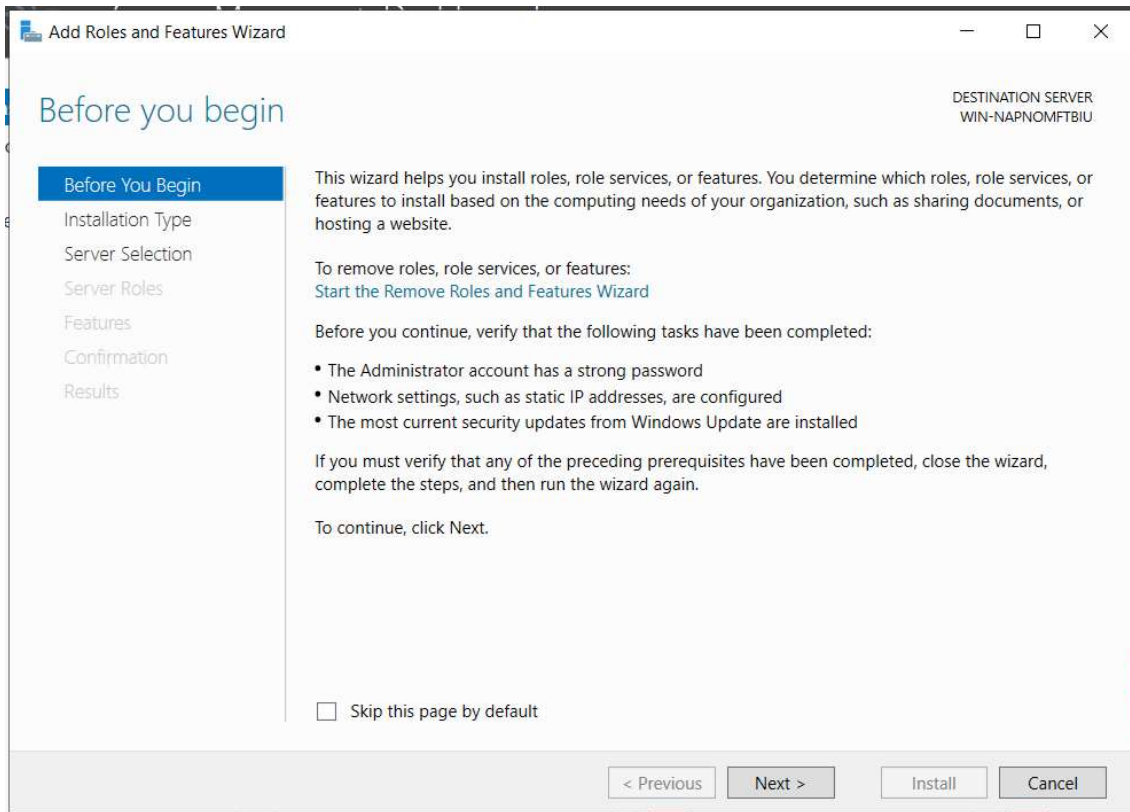 Add Roles and Features Wizard
Before you begin
DESTINATION SERVER
WIN-NAPNOMFTBIU
Before You Begin
Installation Type
Server Selection
Server Roles
Features
Confirmation
Results
This wizard helps you install roles, role services, or features. You determine which roles, role services, or
features to install based on the computing needs of your organization, such as sharing documents, or
hosting a website.
To remove roles, role services, or features:
Start the Remove Roles and Features Wizard
Before you continue, verify that the following tasks have been completed:
• The Administrator account has a strong password
• Network settings, such as static IP addresses, are configured
• The most current security updates from Windows Update are installed
If you must verify that any of the preceding prerequisites have been completed, close the wizard,
complete the steps, and then run the wizard again.
To continue, click Next.
Skip this page by default
< Previous
Next >
Install
Cancel